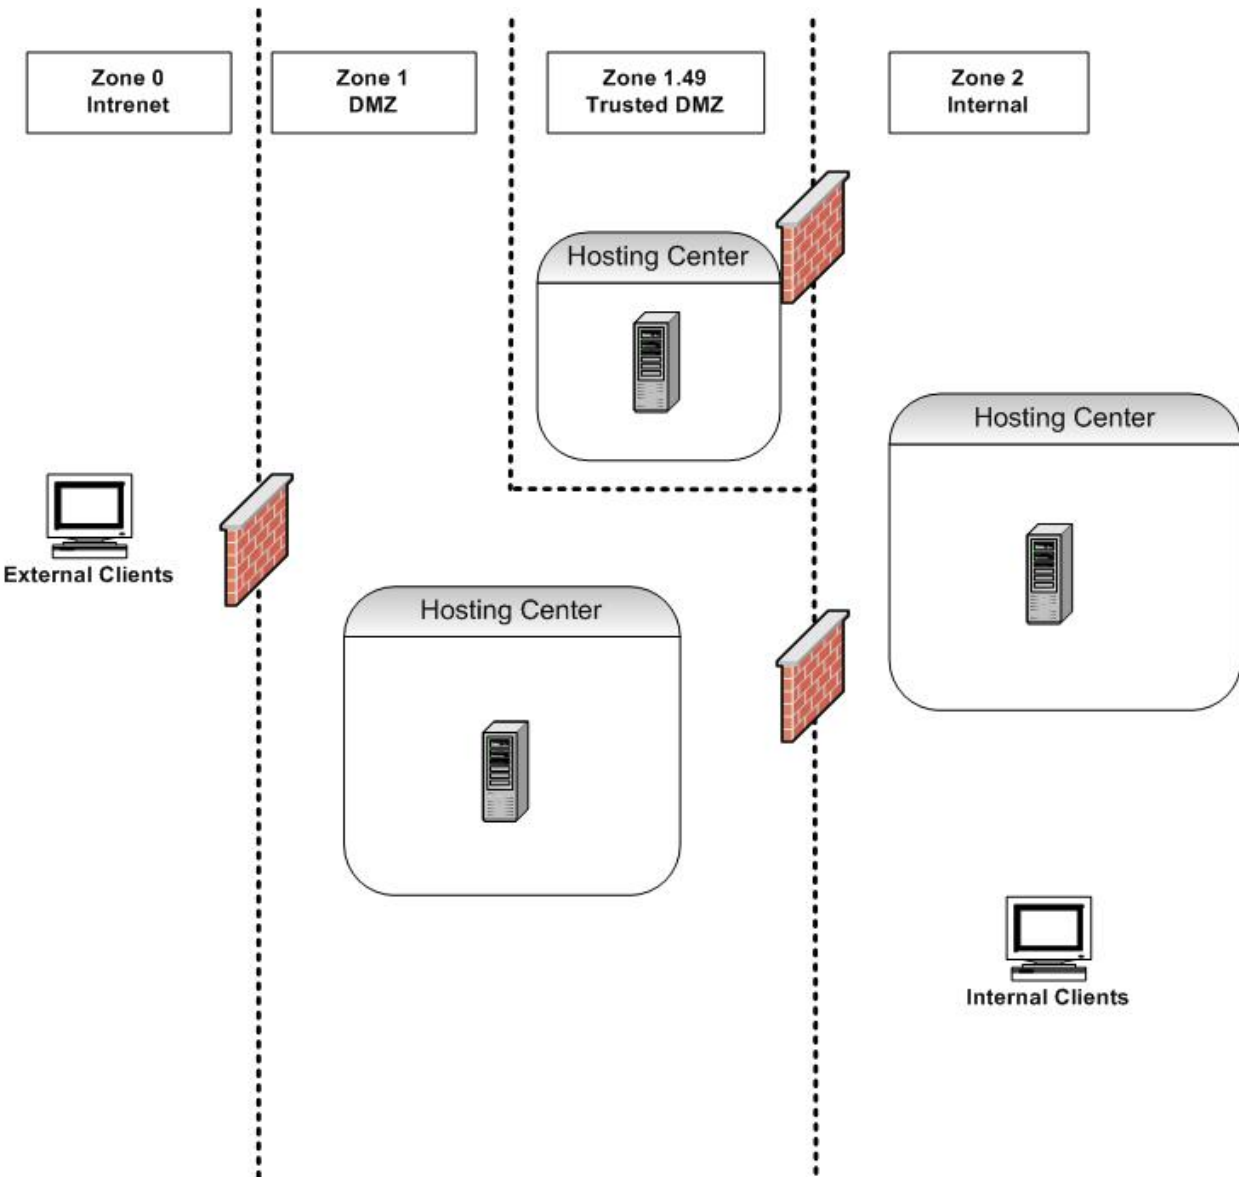 Zone 0
Intrenet
Zone 1
DMZ
Zone 1.49
Trusted DMZ
Zone 2
Internal
Hosting Center
Hosting Center
External Clients
Hosting Center
Internal Clients